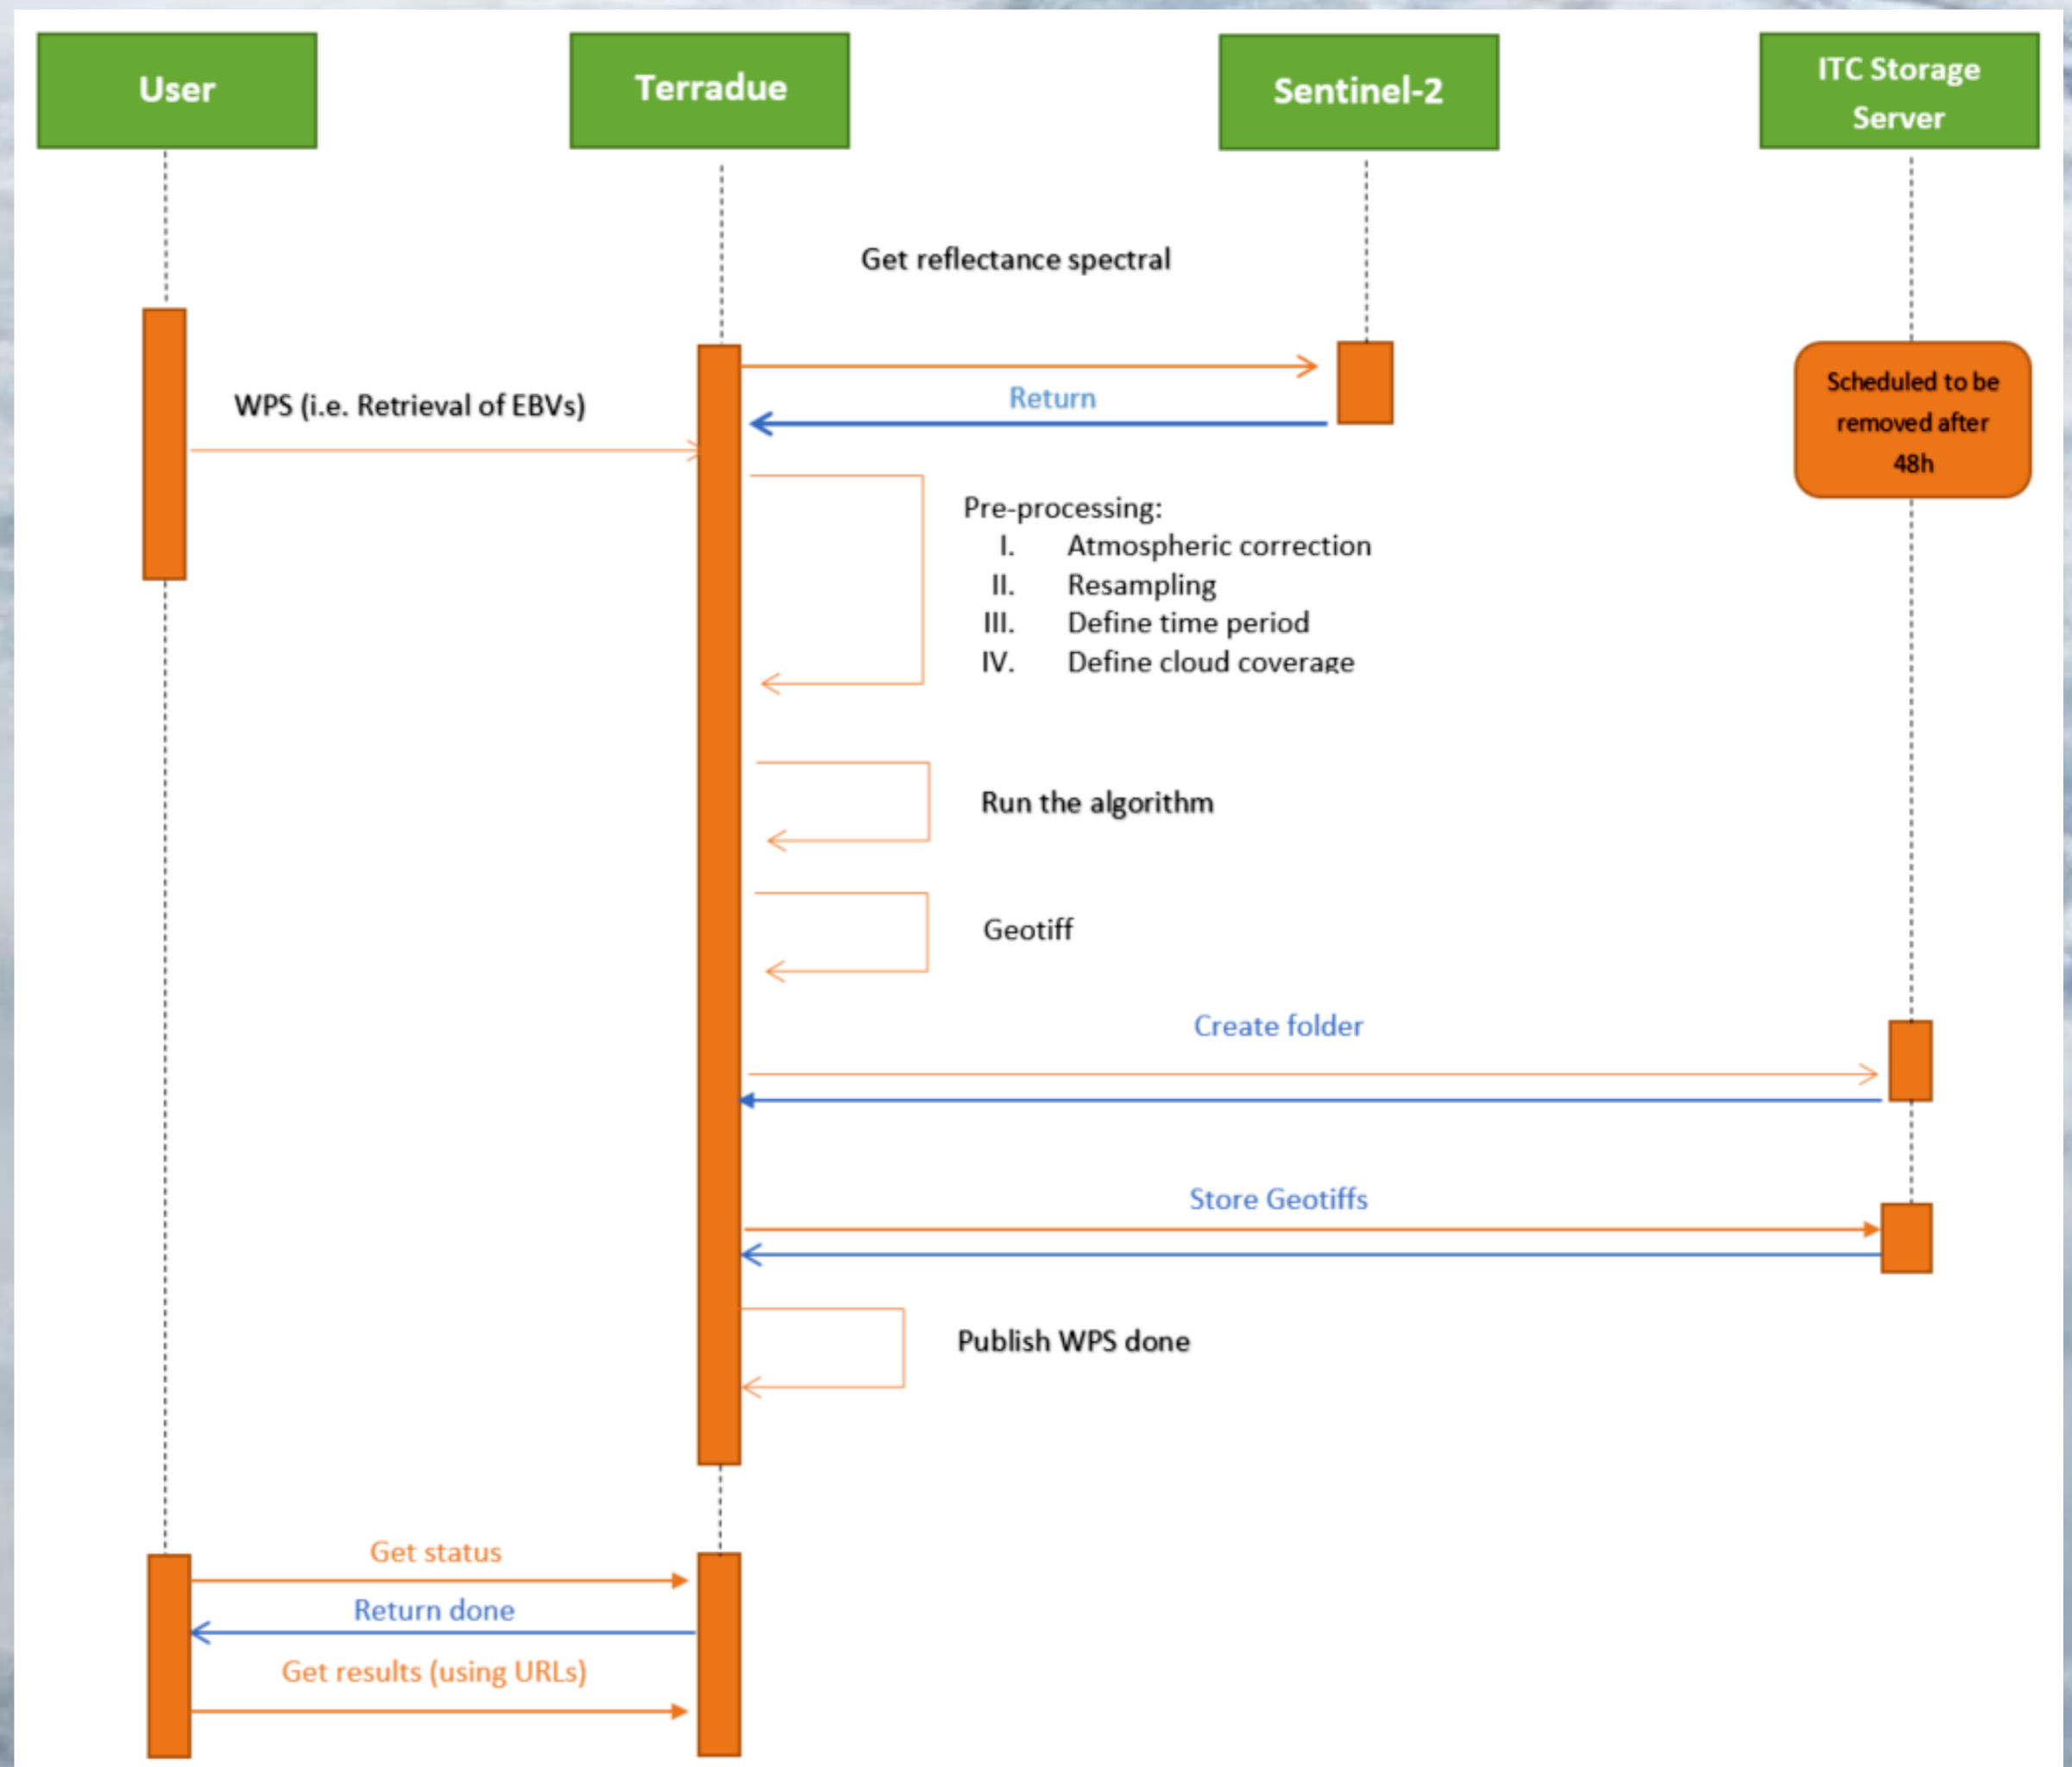 User
Terradue
Sentinel-2
ITC Storage
Server
Get reflectance spectral
Return
WPS (i.e. Retrieval of EBVs)
Scheduled to be
removed after
48h
Pre-processing:
I. Atmospheric correction
II. Resampling
III. Define time period
IV. Define cloud coverage
Run the algorithm
Geotiff
Create folder
Store Geotiffs
Publish WPS done
Get status
Return done
Get results (using URLs)